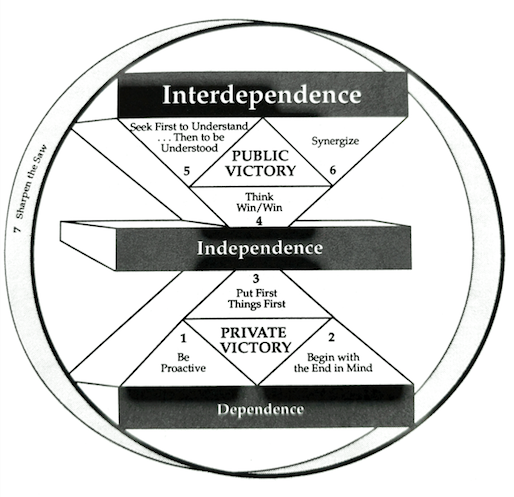 Interdependence
Seek First to Understand
. . . Then to be
Understood
5
PUBLIC
VICTORY
Synergize
6
Think
Win/Win
4
Independence
3
Put First
Things First
1
Be
Proactive
PRIVATE
VICTORY
2
Begin with
the End in Mind
Dependence
7 Sharpen the Saw